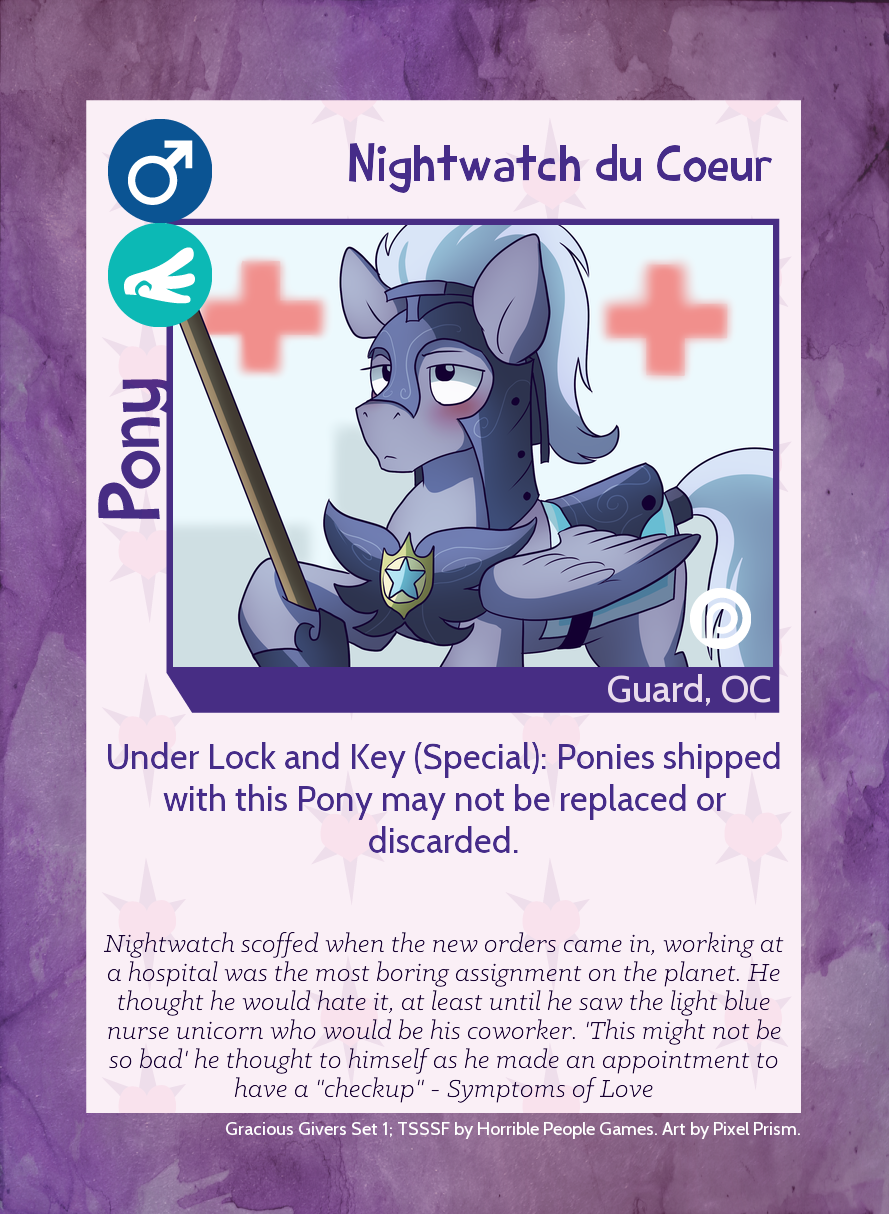 Nightwatch du Coeur
Pony
Guard, OC
Under Lock and Key (Special): Ponies shipped
with this Pony may not be replaced or
discarded.
Nightwatch scoffed when the new orders came in, working at
a hospital was the most boring assignment on the planet. He
thought he would hate it, at least until he saw the light blue
nurse unicorn who would be his coworker. 'This might not be
so bad' he thought to himself as he made an appointment to
have a "checkup" - Symptoms of Love
Gracious Givers Set 1; TSSSF by Horrible People Games. Art by Pixel Prism.